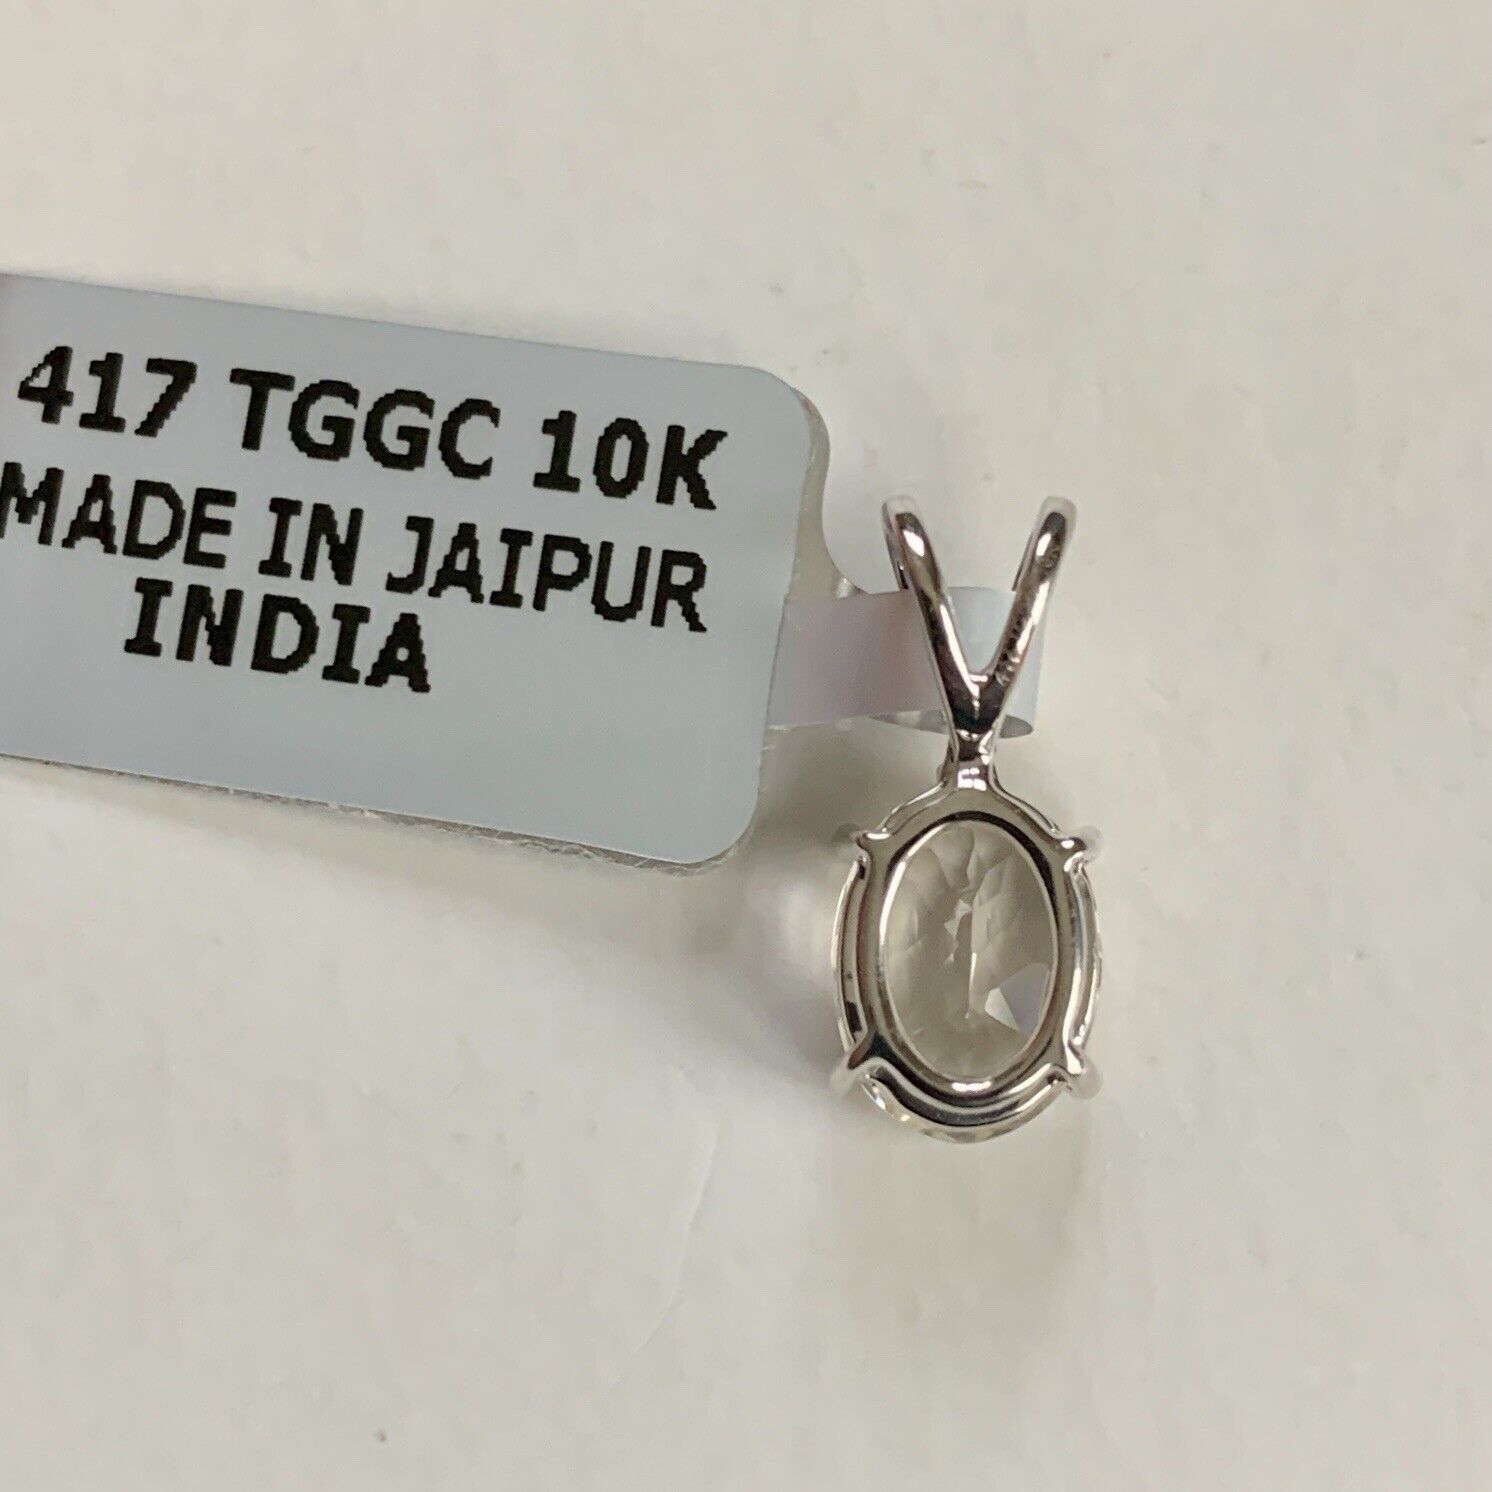 417 TGGC 10K
MADE IN JAIPUR
INDIA